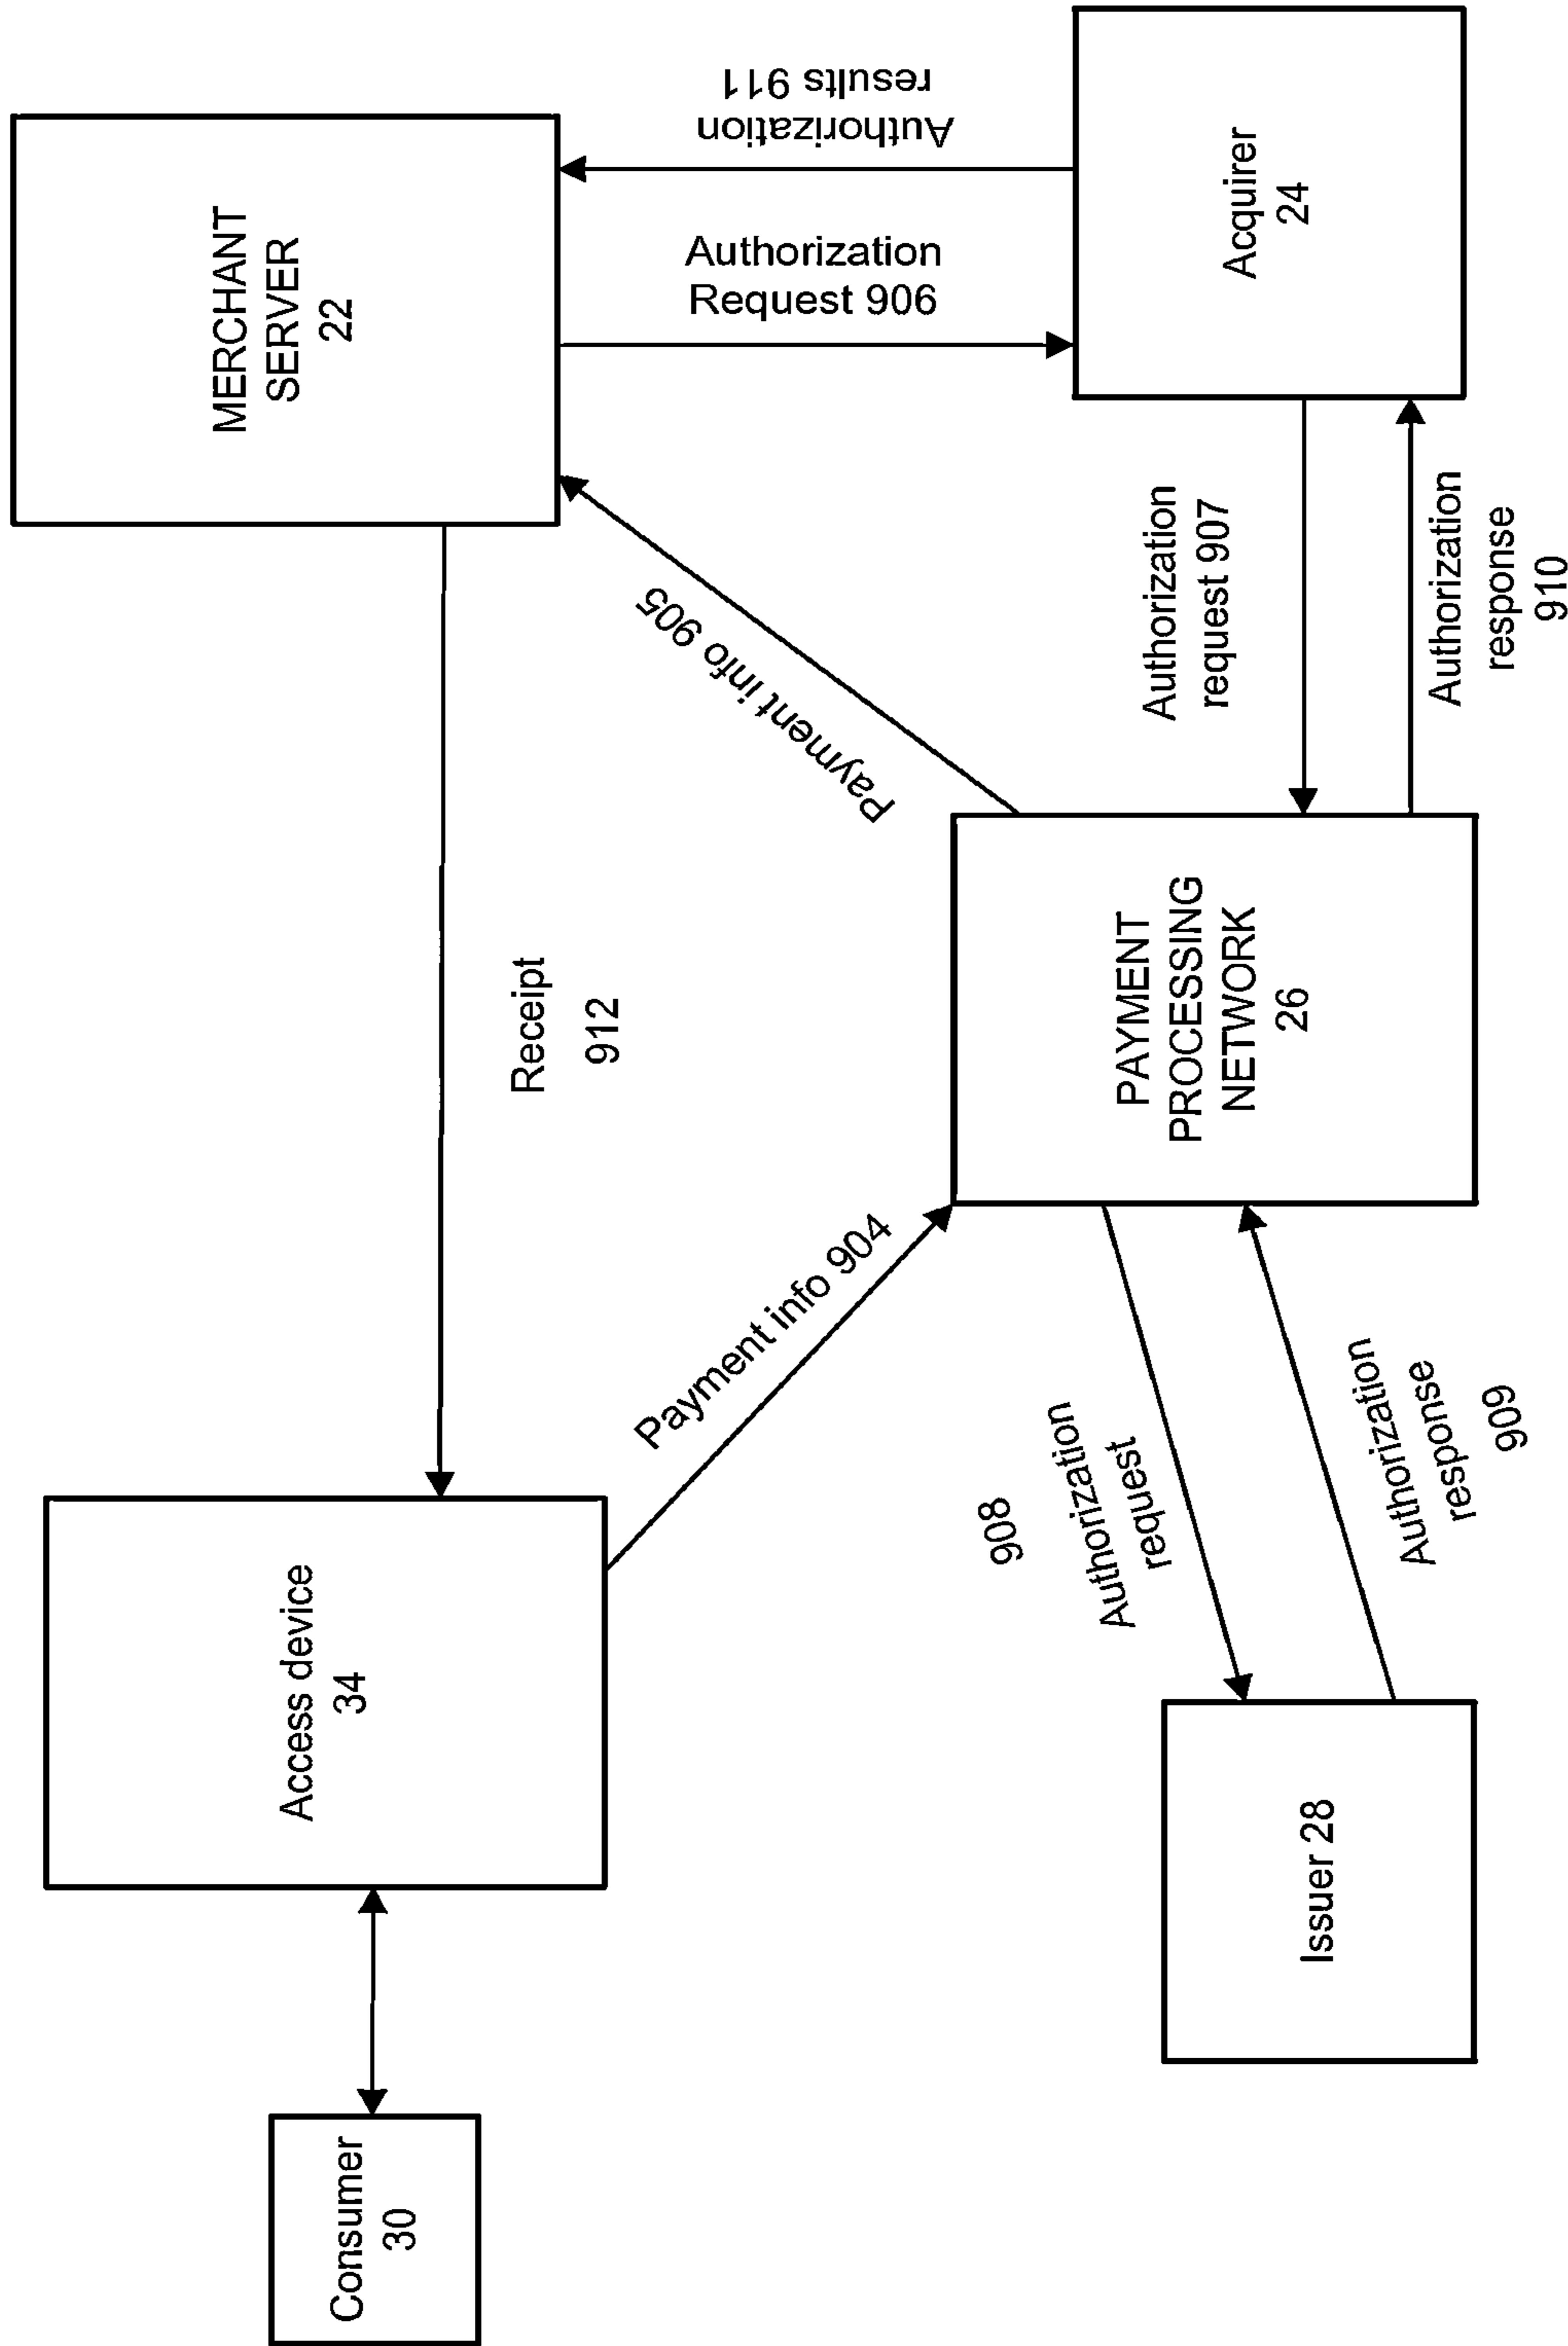 Consumer
30
Access device
34
MERCHANT
SERVER
22
Receipt
912
Payment info 904
Payment info 905
Authorization
Request 906
Authorization
results 911
Issuer 28
908
Authorization
request
Authorization
response
909
PAYMENT
PROCESSING
NETWORK
26
Authorization
request 907
Authorization
response
910
Acquirer
24